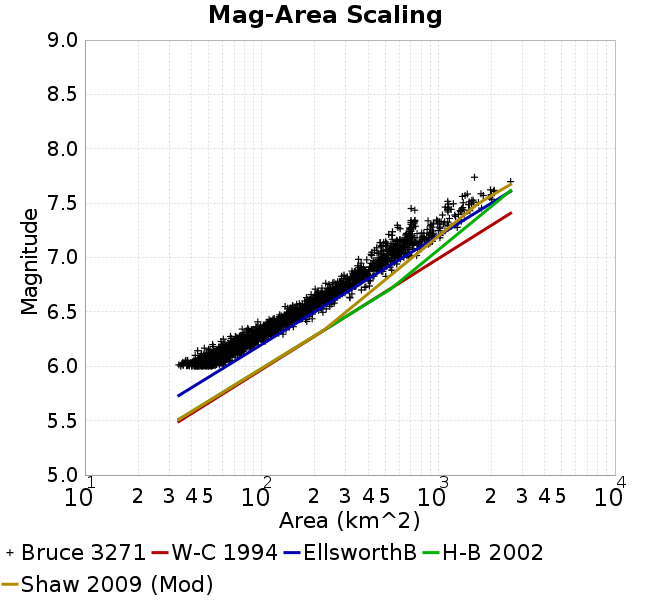 Mag-Area Scaling
9.0
8.5
8.0
7.5
7.0
6.5
6.0
5.5
5.0
Magnitude
10^1 2 3 4 5 10^2 2 3 4 5 10^3 2 3 4 5 10^4
Area (km^2)
Bruce 3271 W-C 1994 EllsworthB H-B 2002
Shaw 2009 (Mod)